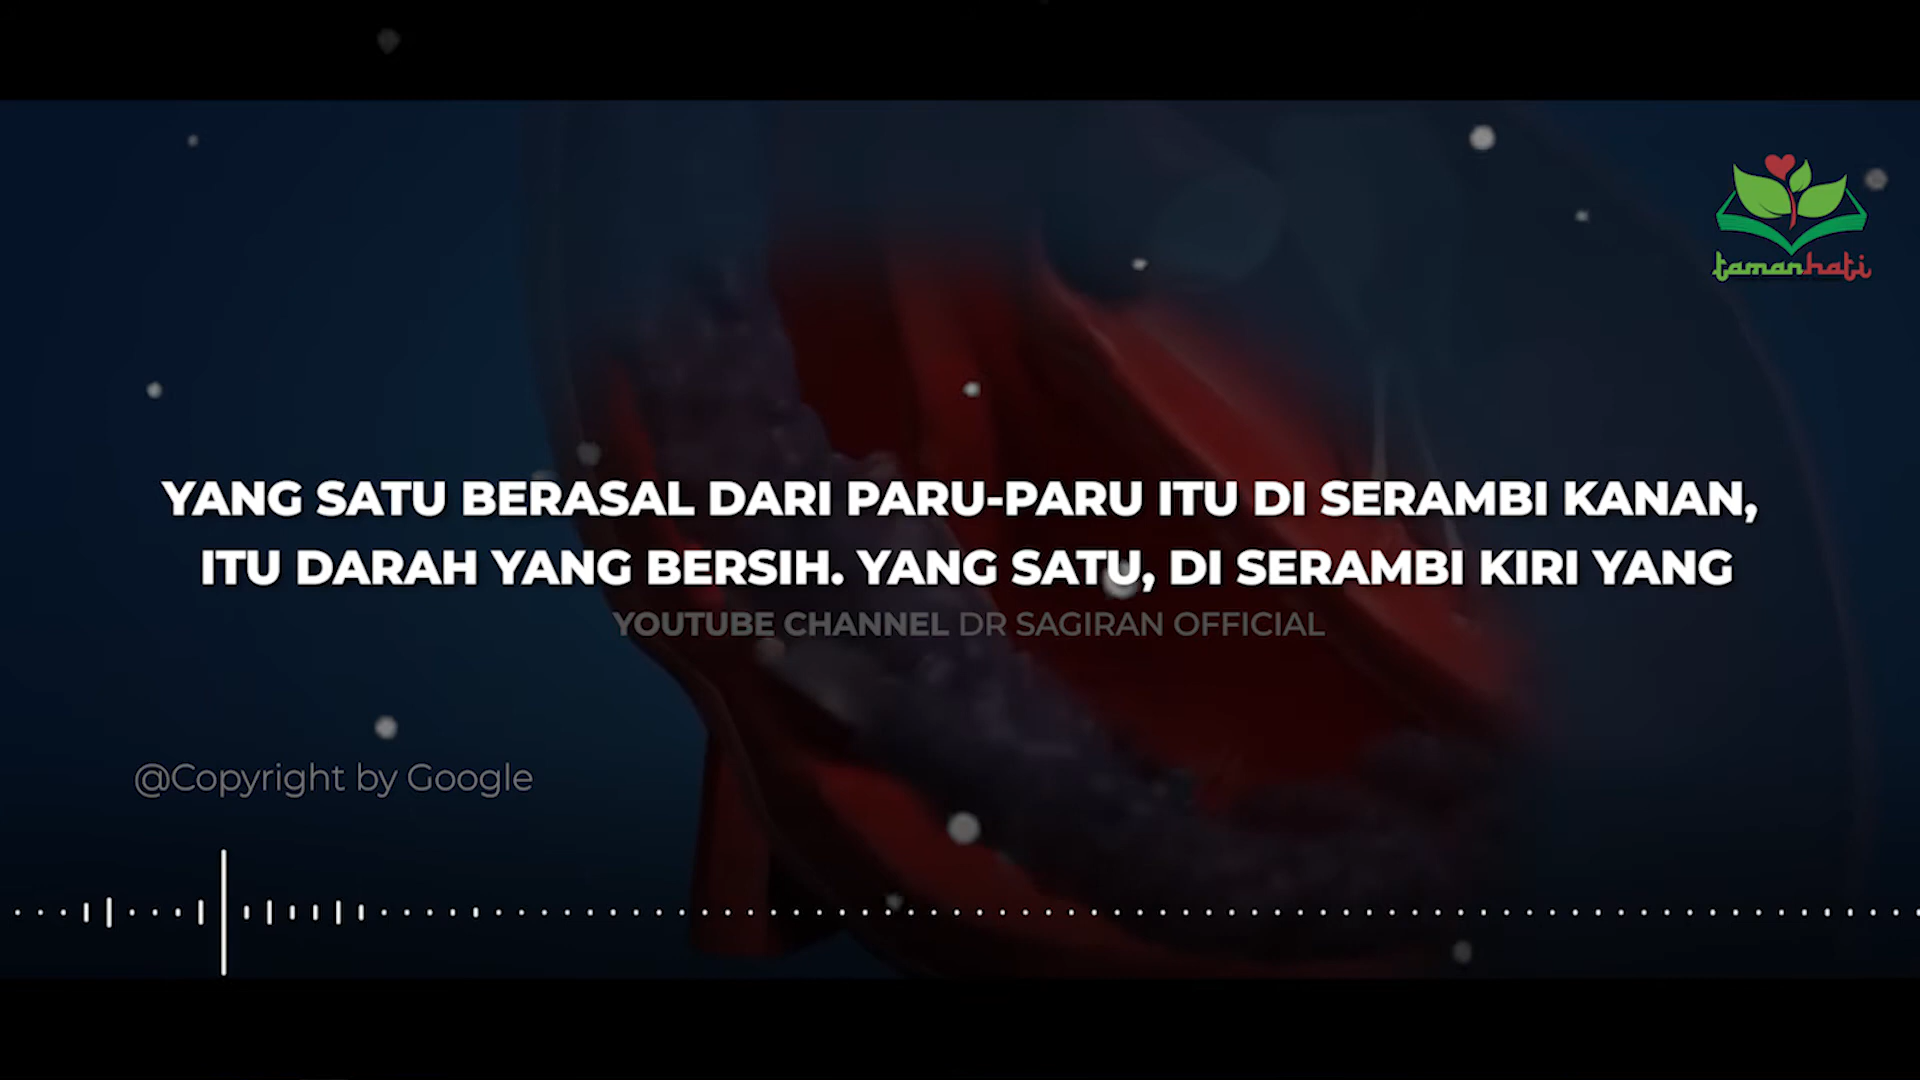 tamanhati
YANG SATU BERASAL DARI PARU-PARU ITU DI SERAMBI KANAN,
ITU DARAH YANG BERSIH. YANG SATU, DI SERAMBI KIRI YANG
YOUTUBE CHANNEL DR SAGIRAN OFFICIAL
@Copyright by Google